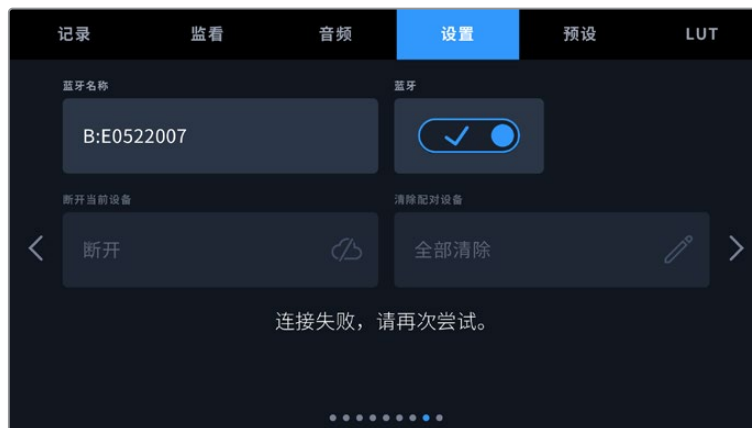 记录 监看 音频 设置 预设 LUT
蓝牙名称 蓝牙
B:E0522007
断开当前设备 清除配对设备
断开 全部清除
连接失败，请再次尝试。